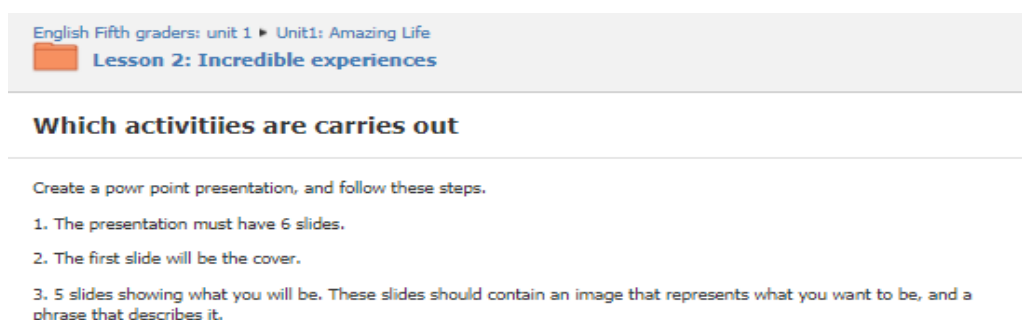 English Fifth graders: unit 1 ▸ Unit1: Amazing Life
Lesson 2: Incredible experiences
Which activitiies are carries out
Create a powr point presentation, and follow these steps.
1. The presentation must have 6 slides.
2. The first slide will be the cover.
3. 5 slides showing what you will be. These slides should contain an image that represents what you want to be, and a
phrase that describes it.